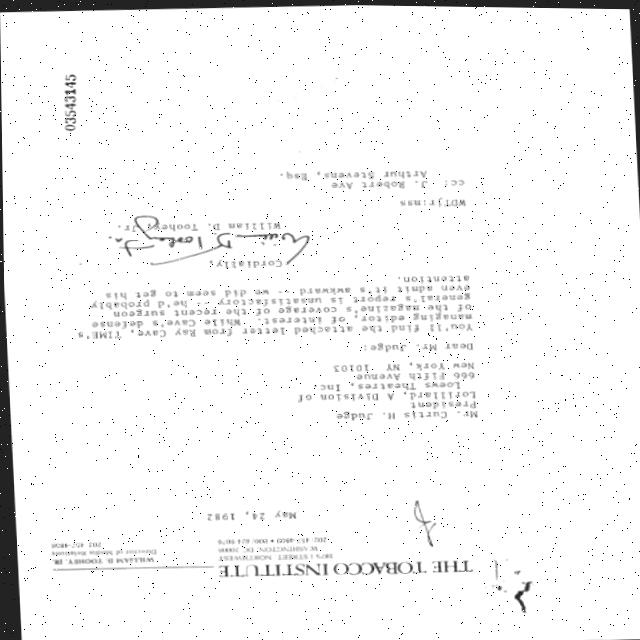 THE TOBACCO INSTITUTE
1875 I STREET, NORTHWEST
WASHINGTON, DC 20006
202/457-4800 • 800/424-9876
WILLIAM D. TOOHEY, JR.
Director of Media Relations
202/457-4856
May 24, 1982
Mr. Curtis H. Judge
President
Lorillard, A Division of
Loews Theatres, Inc.
666 Fifth Avenue
New York, NY 10103
Dear Mr. Judge:
You'll find the attached letter from Ray Cave, TIME's
managing editor, of interest. While Cave's defense
of the magazine's coverage of the recent surgeon
general's report is unsatisfactory -- he'd probably
even admit it's awkward -- we did seem to get his
attention.
Cordially,
William D. Toohey, Jr.
William D. Toohey, Jr.
WDTjr:mss
cc: J. Robert Ave
Arthur Stevens, Esq.
03543145